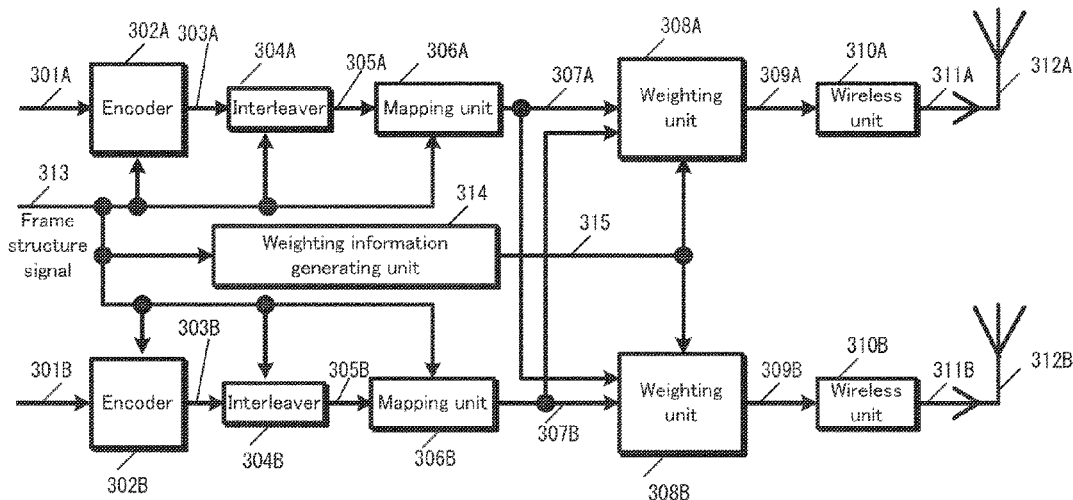 302A
303A
304A
305A
306A
308A
310A
301A
307A
309A
311A
312A
Encoder
Interleaver
Mapping unit
Weighting
unit
Wireless
unit
313
Frame
structure
signal
314
Weighting information
generating unit
315
303B
305B
310B
301B
309B
311B
312B
Encoder
Interleaver
Mapping unit
Weighting
unit
Wireless
unit
307B
302B
304B
306B
308B